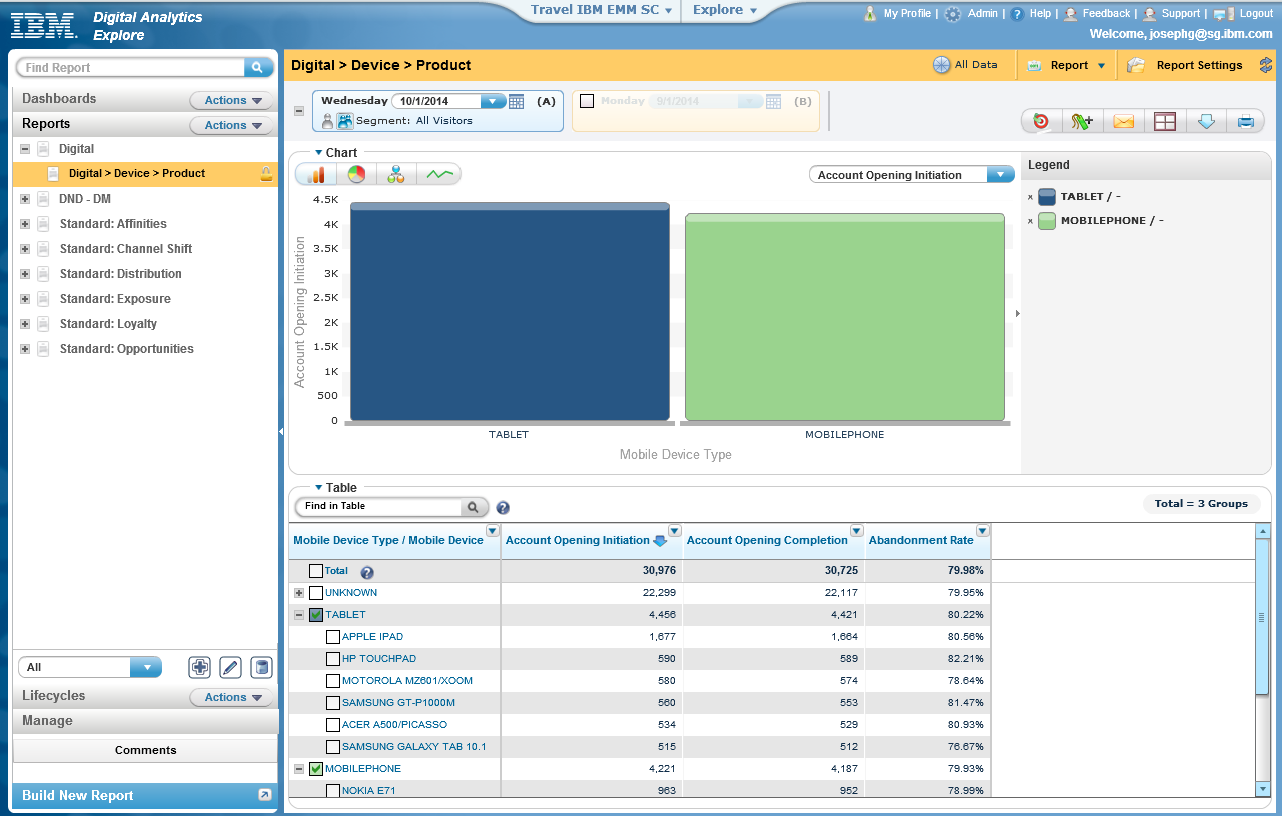 IBM. Digital Analytics
Explore
Travel IBM EMM SC
Explore
My Profile | Admin | Help | Feedback | Support | Logout
Welcome, josephg@sg.ibm.com
Find Report
Dashboards
Actions
Reports
Actions
Digital
Digital > Device > Product
DND - DM
Standard: Affinities
Standard: Channel Shift
Standard: Distribution
Standard: Exposure
Standard: Loyalty
Standard: Opportunities
All
Lifecycles
Actions
Manage
Comments
Build New Report
Digital > Device > Product
All Data
Report
Report Settings
Wednesday 10/1/2014 (A)
Segment: All Visitors
Monday 9/1/2014 (B)
Chart
Account Opening Initiation
Account Opening Initiation
4.5K
4K
3.5K
3K
2.5K
2K
1.5K
1K
500
0
TABLET
MOBILEPHONE
Mobile Device Type
Legend
x TABLET / -
x MOBILEPHONE / -
Table
Find in Table
Total = 3 Groups
Mobile Device Type / Mobile Device Account Opening Initiation Account Opening Completion Abandonment Rate
Total 30,976 30,725 79.98%
UNKNOWN 22,299 22,117 79.95%
TABLET 4,456 4,421 80.22%
APPLE IPAD 1,677 1,664 80.56%
HP TOUCHPAD 590 589 82.21%
MOTOROLA MZ601/XOOM 580 574 78.64%
SAMSUNG GT-P1000M 560 553 81.47%
ACER A500/PICASSO 534 529 80.93%
SAMSUNG GALAXY TAB 10.1 515 512 76.67%
MOBILEPHONE 4,221 4,187 79.93%
NOKIA E71 963 952 78.99%